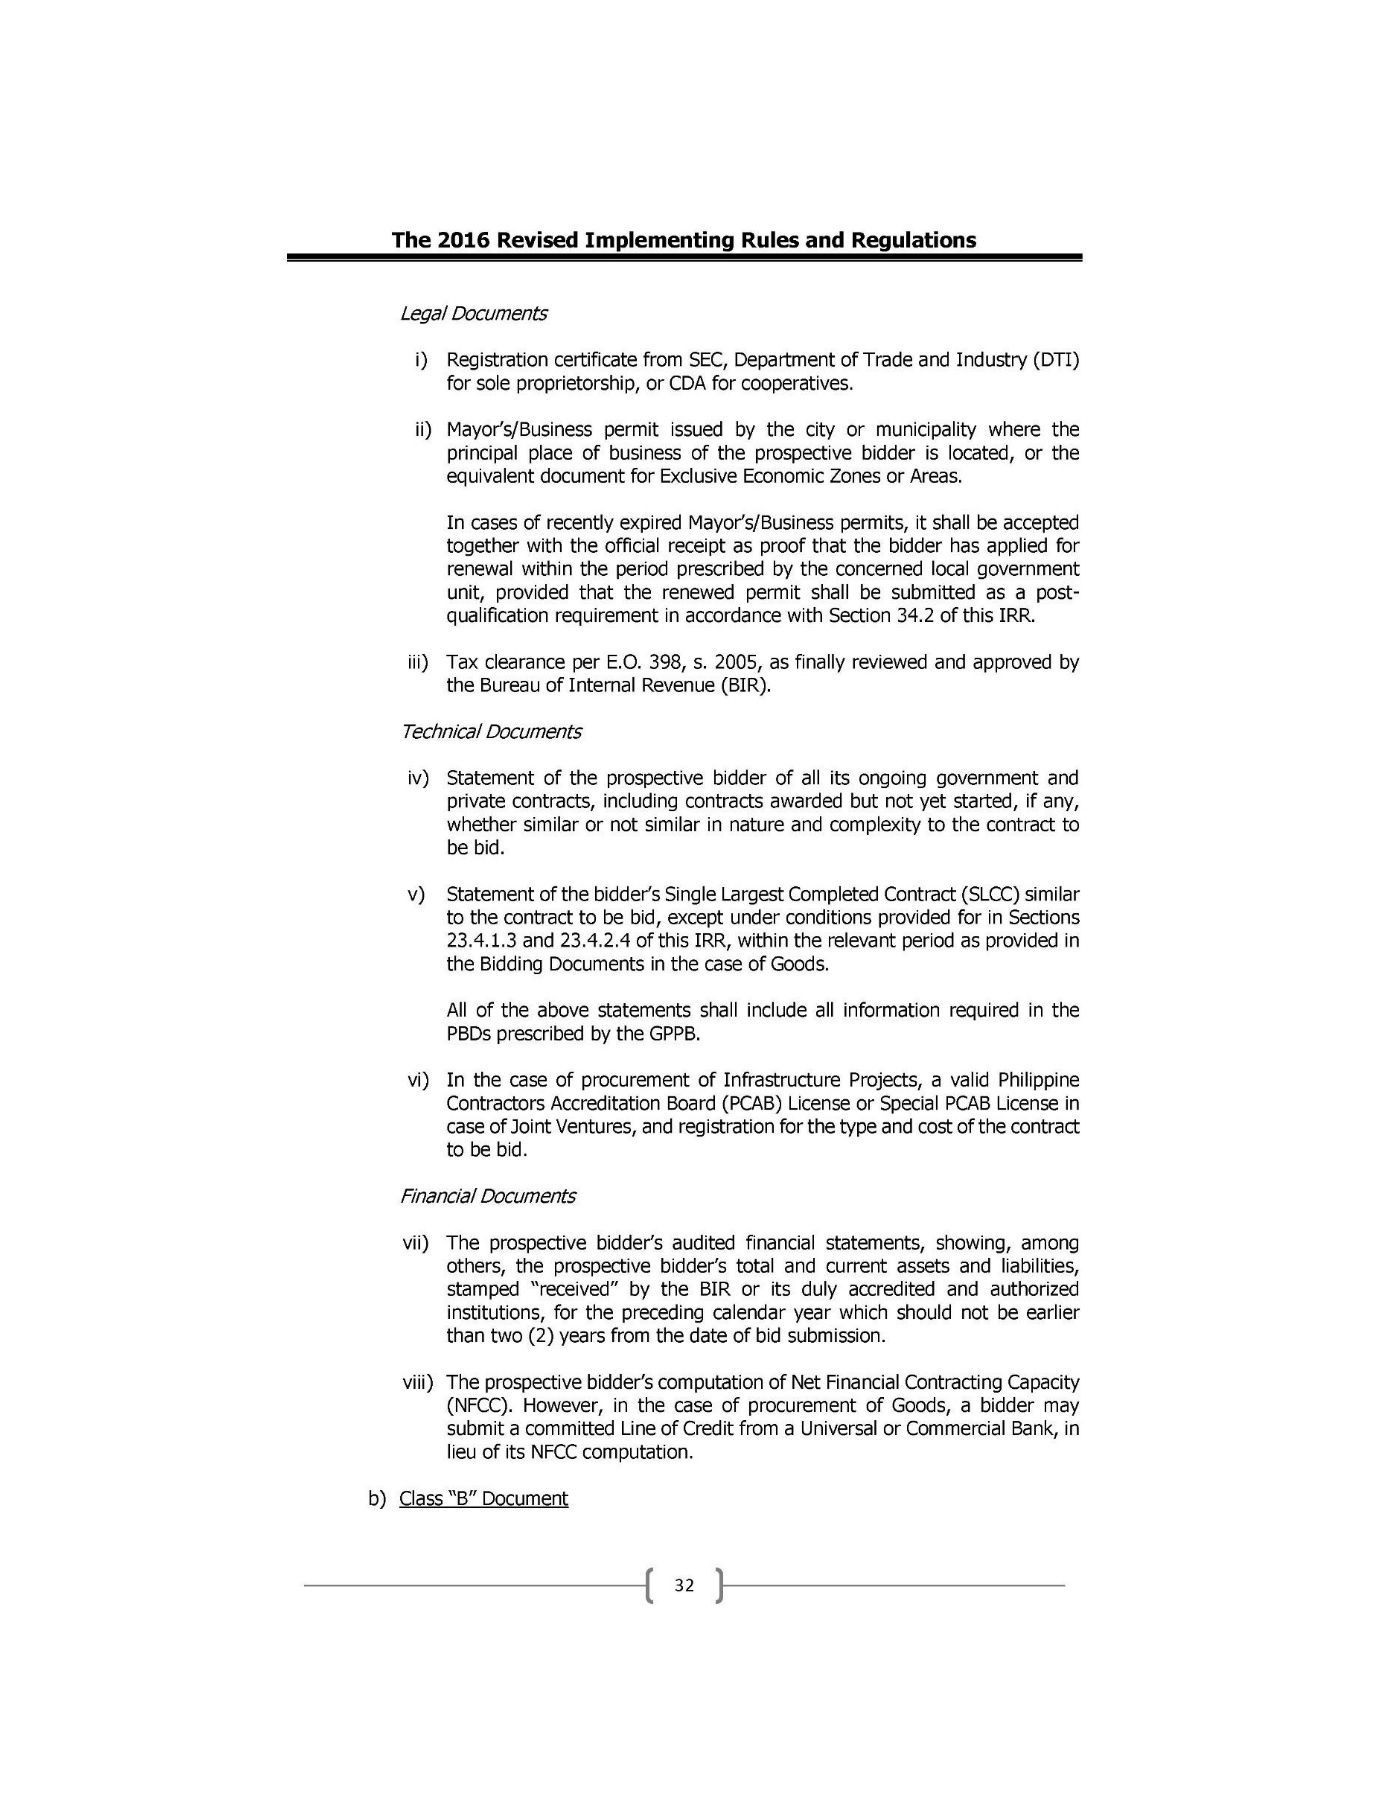 The 2016 Revised Implementing Rules and Regulations
Legal Documents
i) Registration certificate from SEC, Department of Trade and Industry (DTI)
for sole proprietorship, or CDA for cooperatives.
ii) Mayor's/Business permit issued by the city or municipality where the
principal place of business of the prospective bidder is located, or the
equivalent document for Exclusive Economic Zones or Areas.
In cases of recently expired Mayor's/Business permits, it shall be accepted
together with the official receipt as proof that the bidder has applied for
renewal within the period prescribed by the concerned local government
unit, provided that the renewed permit shall be submitted as a post-
qualification requirement in accordance with Section 34.2 of this IRR.
iii) Tax clearance per E.O. 398, s. 2005, as finally reviewed and approved by
the Bureau of Internal Revenue (BIR).
Technical Documents
iv) Statement of the prospective bidder of all its ongoing government and
private contracts, including contracts awarded but not yet started, if any,
whether similar or not similar in nature and complexity to the contract to
be bid.
v) Statement of the bidder's Single Largest Completed Contract (SLCC) similar
to the contract to be bid, except under conditions provided for in Sections
23.4.1.3 and 23.4.2.4 of this IRR, within the relevant period as provided in
the Bidding Documents in the case of Goods.
All of the above statements shall include all information required in the
PBDs prescribed by the GPPB.
vi) In the case of procurement of Infrastructure Projects, a valid Philippine
Contractors Accreditation Board (PCAB) License or Special PCAB License in
case of Joint Ventures, and registration for the type and cost of the contract
to be bid.
Financial Documents
vii) The prospective bidder's audited financial statements, showing, among
others, the prospective bidder's total and current assets and liabilities,
stamped "received" by the BIR or its duly accredited and authorized
institutions, for the preceding calendar year which should not be earlier
than two (2) years from the date of bid submission.
viii) The prospective bidder's computation of Net Financial Contracting Capacity
(NFCC). However, in the case of procurement of Goods, a bidder may
submit a committed Line of Credit from a Universal or Commercial Bank, in
lieu of its NFCC computation.
b) Class "B" Document
32